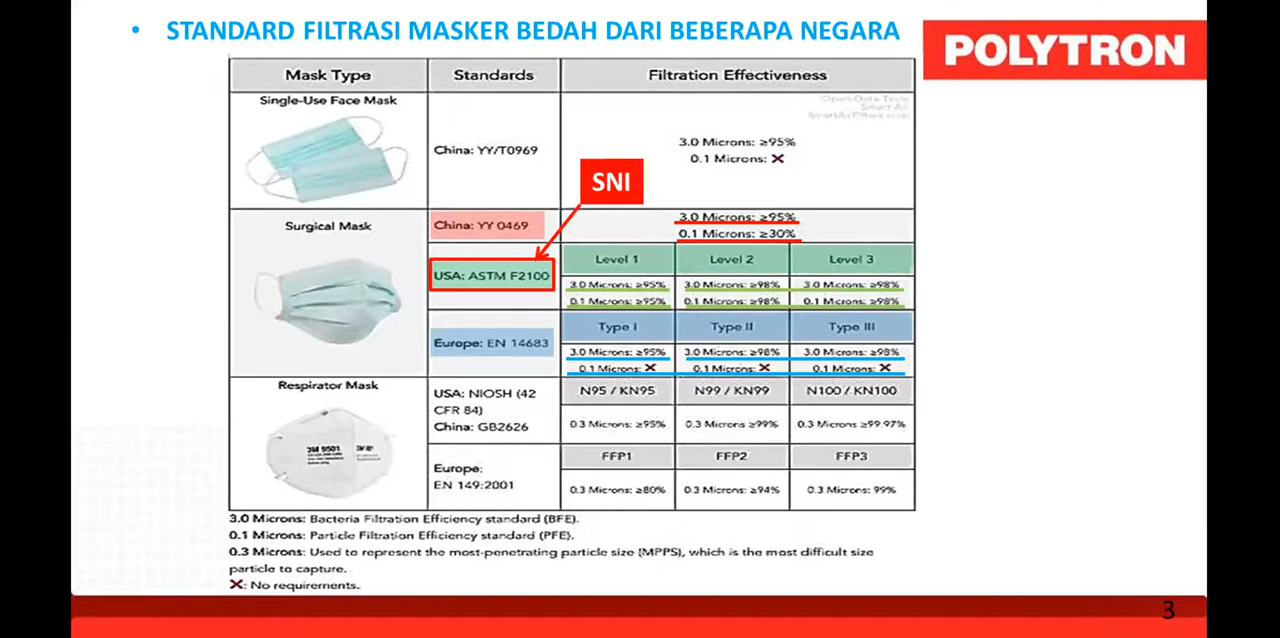 • STANDARD FILTRASI MASKER BEDAH DARI BEBERAPA NEGARA
POLYTRON
Mask Type Standards Filtration Effectiveness
Single-Use Face Mask
Smart Air
SmartAirFilters.com
China: YY/T0969
3.0 Microns: ≥95%
0.1 Microns: ✕
SNI
Surgical Mask
China: YY 0469
3.0 Microns: ≥95%
0.1 Microns: ≥30%
USA: ASTM F2100
Level 1 Level 2 Level 3
3.0 Microns: ≥95% 3.0 Microns: ≥98% 3.0 Microns: ≥98%
0.1 Microns: ≥95% 0.1 Microns: ≥98% 0.1 Microns: ≥98%
Europe: EN 14683
Type I Type II Type III
3.0 Microns: ≥95% 3.0 Microns: ≥98% 3.0 Microns: ≥98%
0.1 Microns: ✕ 0.1 Microns: ✕ 0.1 Microns: ✕
Respirator Mask
3M 9501
USA: NIOSH (42
CFR 84)
China: GB2626
N95 / KN95 N99 / KN99 N100 / KN100
0.3 Microns: ≥95% 0.3 Microns ≥99% 0.3 Microns ≥99.97%
Europe:
EN 149:2001
FFP1 FFP2 FFP3
0.3 Microns: ≥80% 0.3 Microns: ≥94% 0.3 Microns: 99%
3.0 Microns: Bacteria Filtration Efficiency standard (BFE).
0.1 Microns: Particle Filtration Efficiency standard (PFE).
0.3 Microns: Used to represent the most-penetrating particle size (MPPS), which is the most difficult size
particle to capture.
✕: No requirements.
3